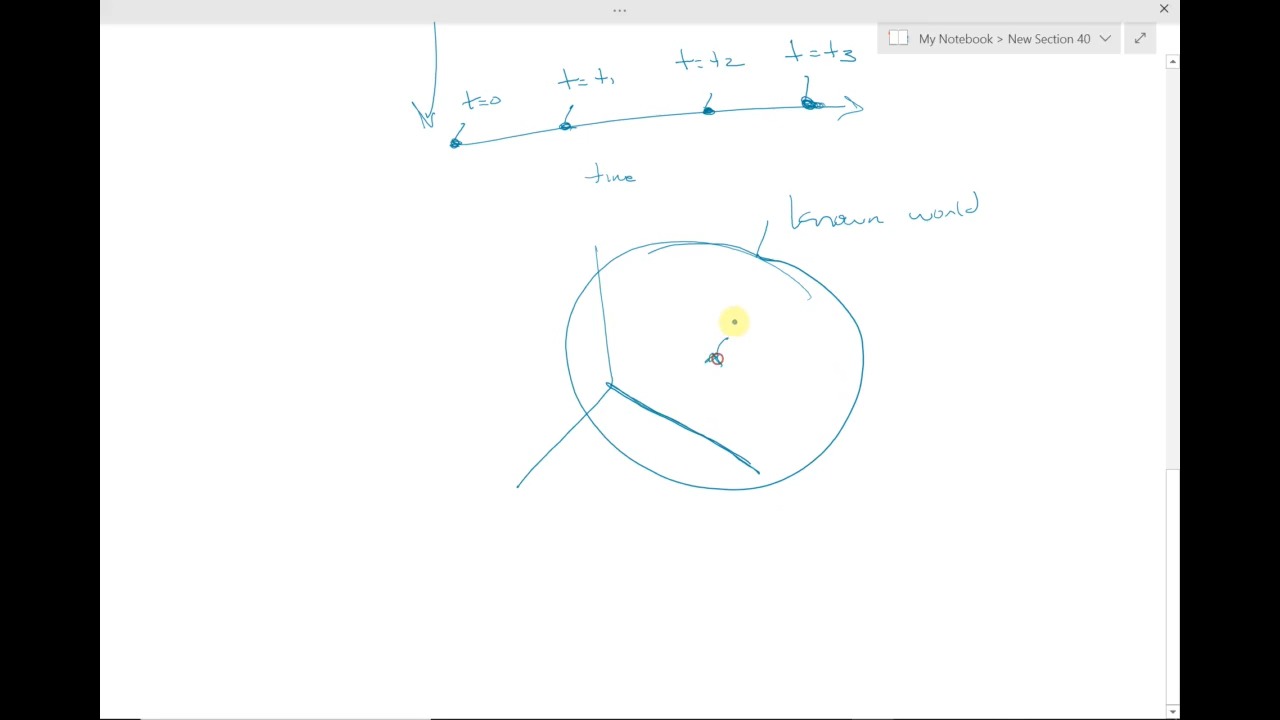 ...
My Notebook > New Section 40
t=0
t=t1
t=t2
t=t3
time
known world